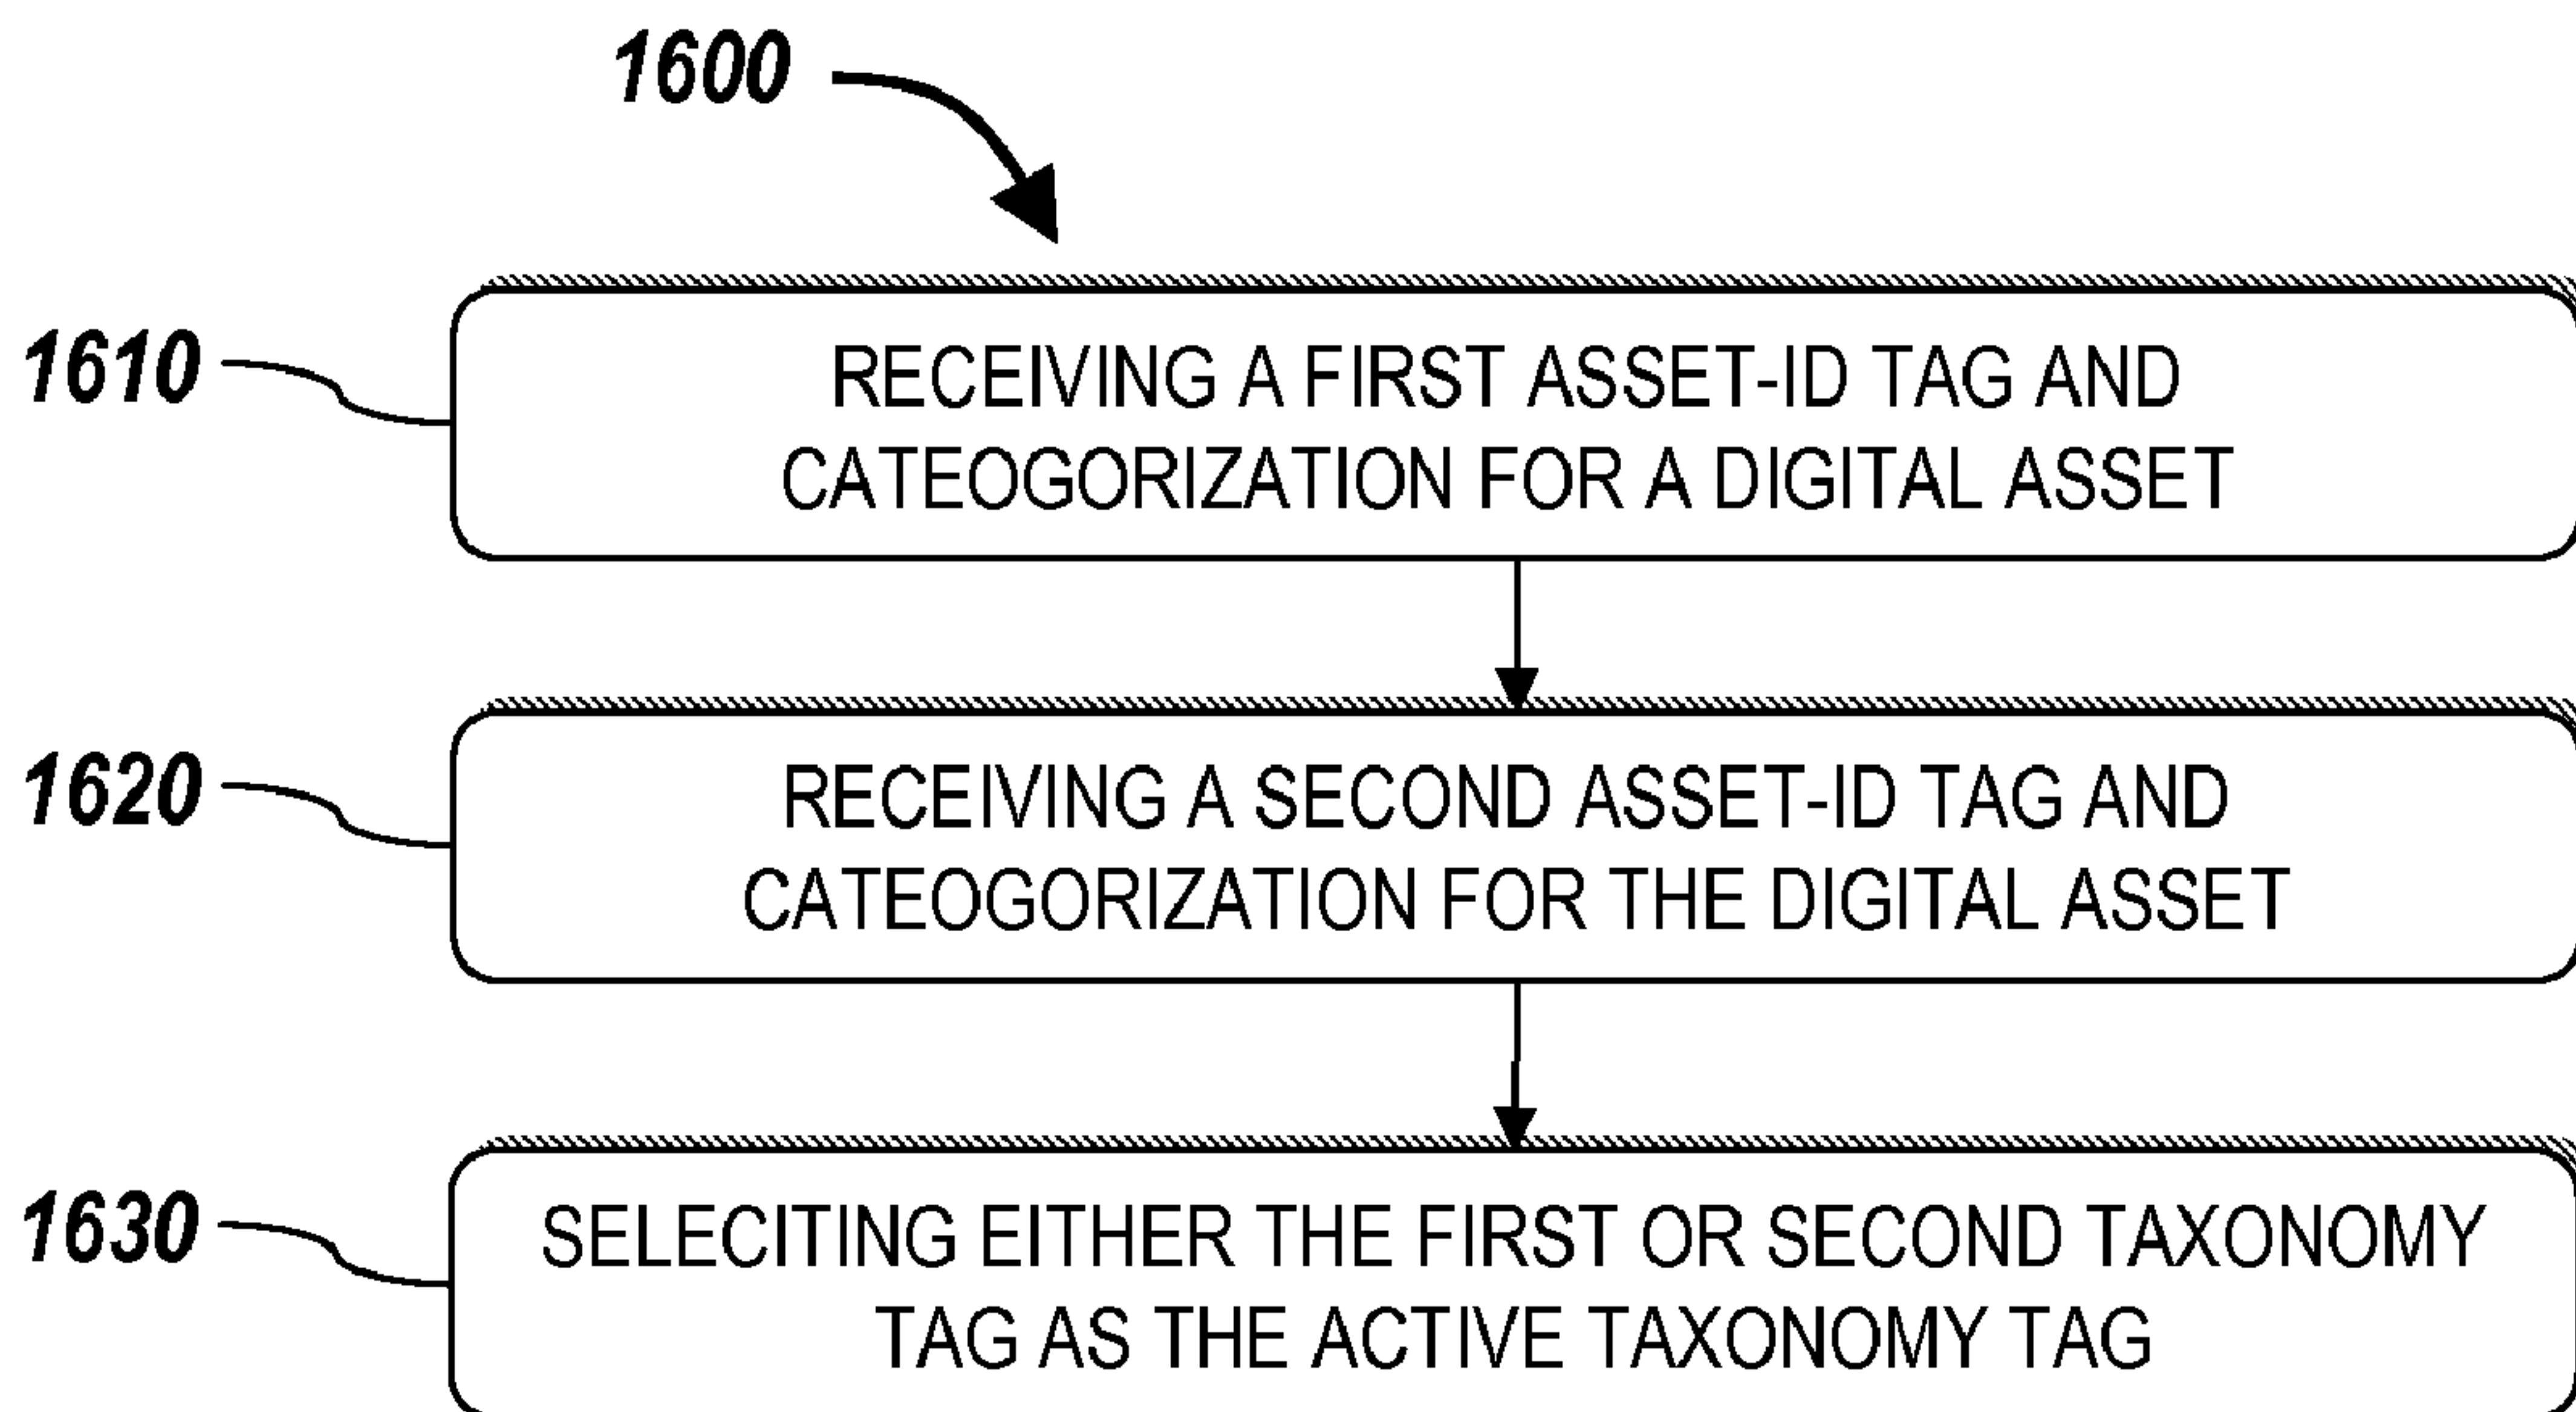 1600
1610
RECEIVING A FIRST ASSET-ID TAG AND
CATEOGORIZATION FOR A DIGITAL ASSET
1620
RECEIVING A SECOND ASSET-ID TAG AND
CATEOGORIZATION FOR THE DIGITAL ASSET
1630
SELECITING EITHER THE FIRST OR SECOND TAXONOMY
TAG AS THE ACTIVE TAXONOMY TAG